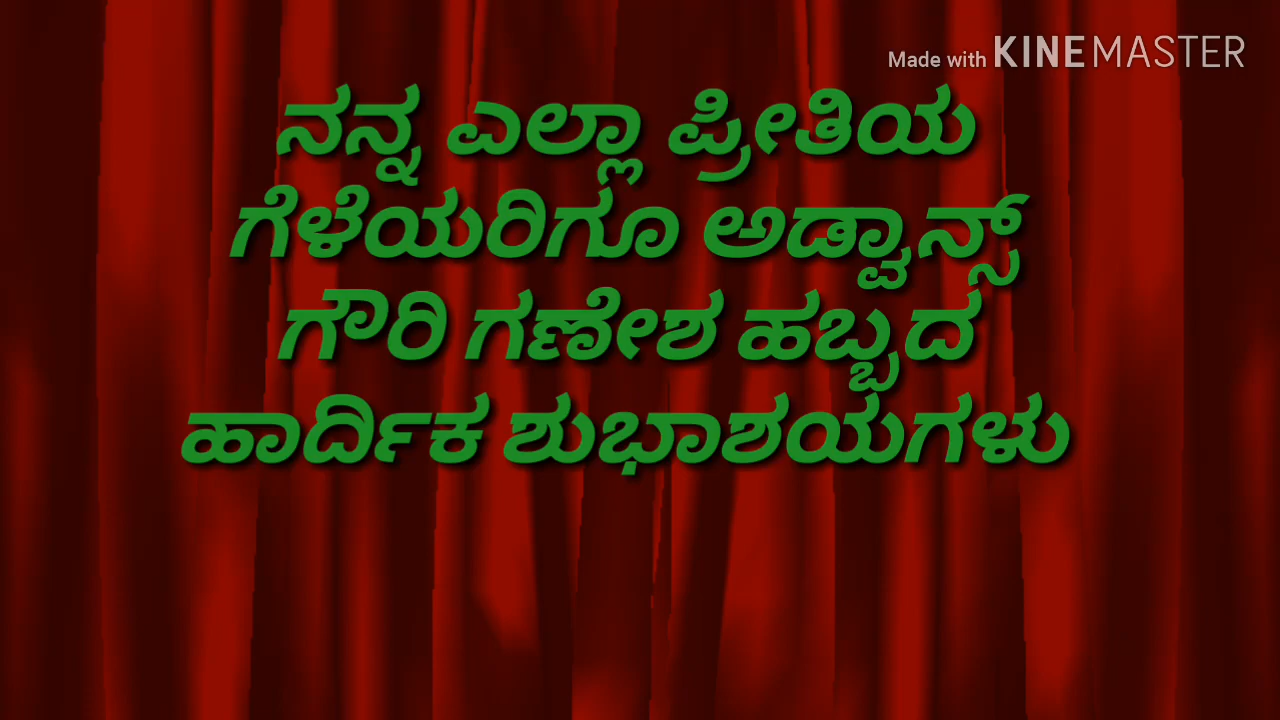 Made with KINEMASTER
ನನ್ನ ಎಲ್ಲಾ ಪ್ರೀತಿಯ
ಗೆಳೆಯರಿಗೂ ಅಡ್ವಾನ್ಸ್
ಗೌರಿ ಗಣೇಶ ಹಬ್ಬದ
ಹಾರ್ದಿಕ ಶುಭಾಶಯಗಳು